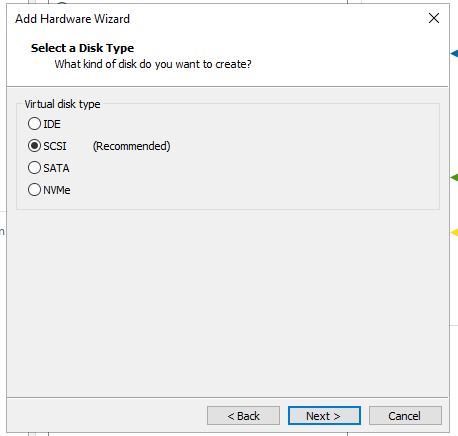 Add Hardware Wizard
Select a Disk Type
What kind of disk do you want to create?
Virtual disk type
IDE
SCSI (Recommended)
SATA
NVMe
< Back Next > Cancel